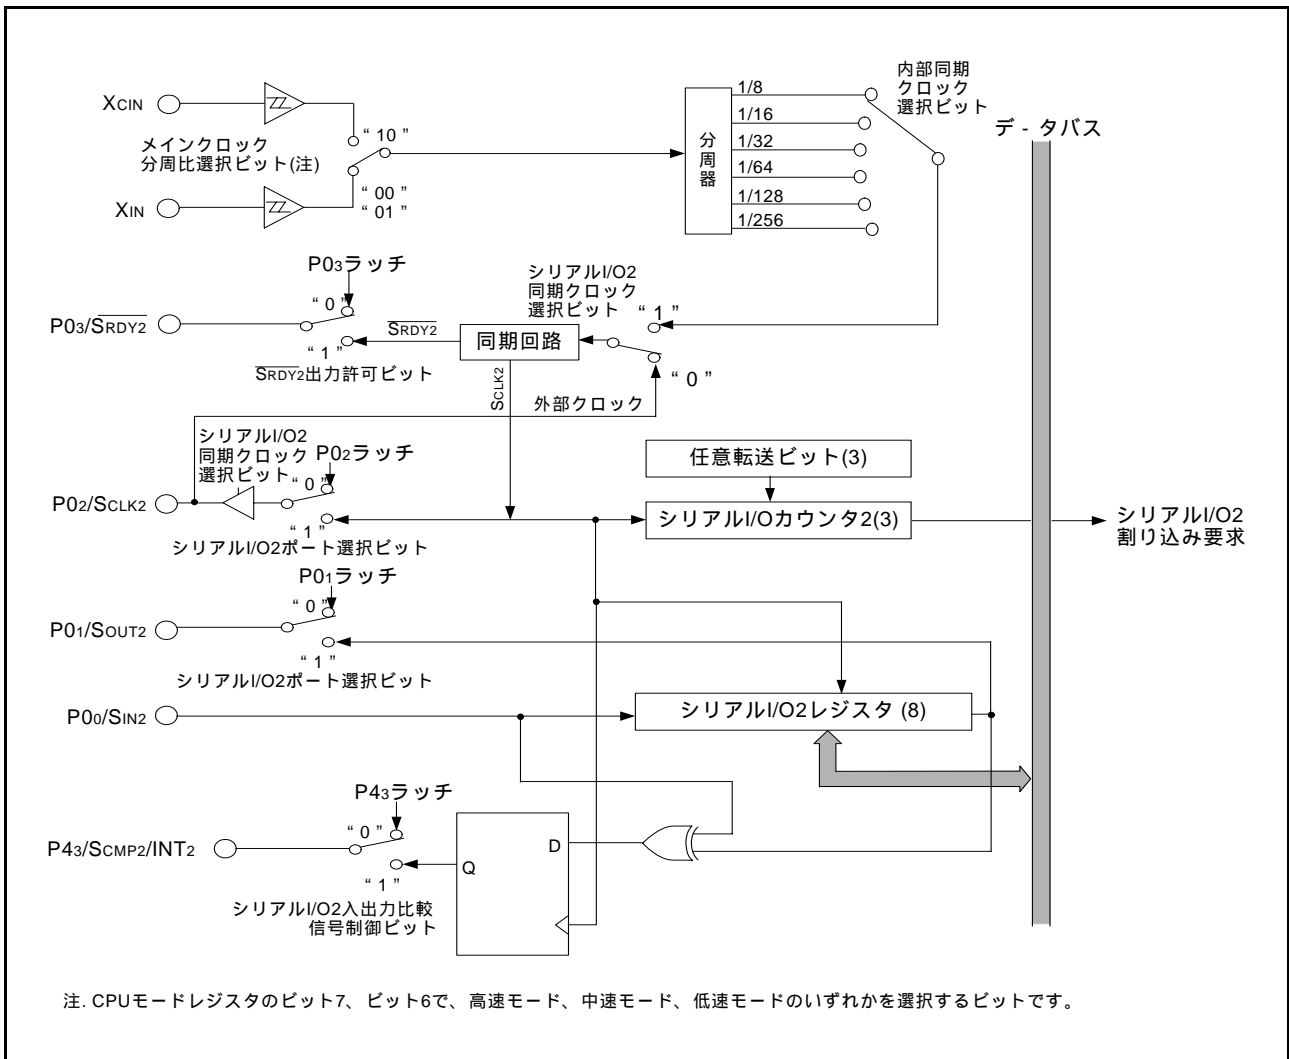 XCIN
メインクロック
分周比選択ビット(注)
XIN
“ 10 ”
“ 00 ”
“ 01 ”
分周器
1/8
1/16
1/32
1/64
1/128
1/256
内部同期
クロック
選択ビット
デ - タバス
P03ラッチ
“ 0 ”
P03/SRDY2
“ 1 ”
SRDY2出力許可ビット
SRDY2
同期回路
シリアルI/O2
同期クロック
選択ビット
“ 1 ”
“ 0 ”
SCLK2
外部クロック
シリアルI/O2
同期クロック
選択ビット
P02ラッチ
“ 0 ”
P02/SCLK2
“ 1 ”
シリアルI/O2ポート選択ビット
任意転送ビット(3)
シリアルI/Oカウンタ2(3)
シリアルI/O2
割り込み要求
P01ラッチ
“ 0 ”
P01/SOUT2
“ 1 ”
シリアルI/O2ポート選択ビット
P00/SIN2
シリアルI/O2レジスタ (8)
P43ラッチ
“ 0 ”
P43/SCMP2/INT2
“ 1 ”
シリアルI/O2入出力比較
信号制御ビット
D
Q
注. CPUモードレジスタのビット7、ビット6で、高速モード、中速モード、低速モードのいずれかを選択するビットです。